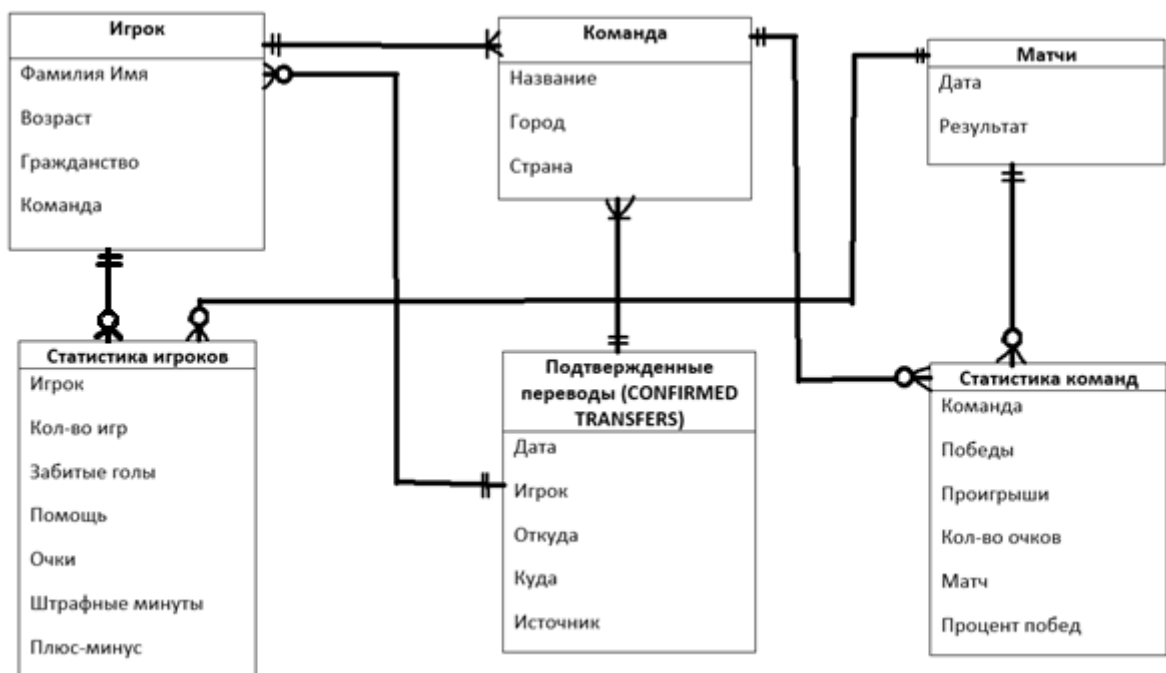 Игрок
Фамилия Имя
Возраст
Гражданство
Команда
Команда
Название
Город
Страна
Матчи
Дата
Результат
Статистика игроков
Игрок
Кол-во игр
Забитые голы
Помощь
Очки
Штрафные минуты
Плюс-минус
Подтвержденные
переводы (CONFIRMED
TRANSFERS)
Дата
Игрок
Откуда
Куда
Источник
Статистика команд
Команда
Победы
Проигрыши
Кол-во очков
Матч
Процент побед